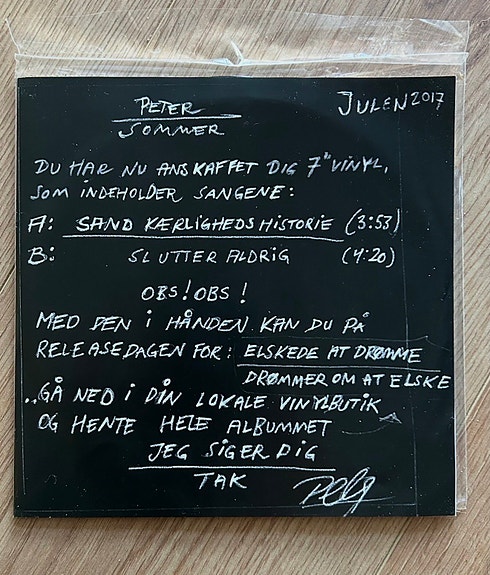 PETER
SOMMER
JULEN 2017
DU HAR NU ANSKAFFET DIG 7" VINYL,
SOM INDEHOLDER SANGENE:
A: SAND KÆRLIGHEDSHISTORIE (3:53)
B: SLUTTER ALDRIG (4:20)
OBS! OBS!
MED DEN i HÅNDEN KAN DU PÅ
RELEASEDAGEN FOR: ELSKEDE AT DRØMME
DRØMMER OM AT ELSKE
..GÅ NED i DIN LOKALE VINYLBUTIK
OG HENTE HELE ALBUMMET
JEG SIGER DIG
TAK